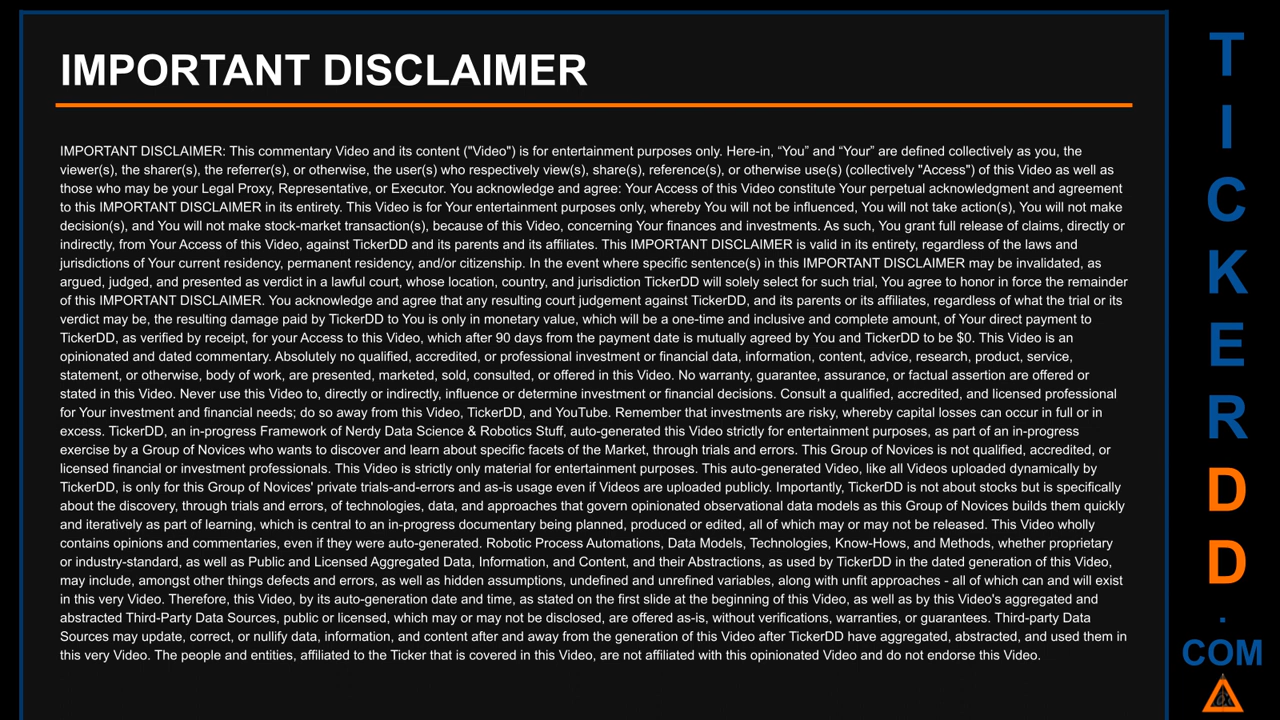 IMPORTANT DISCLAIMER
IMPORTANT DISCLAIMER: This commentary Video and its content ("Video") is for entertainment purposes only. Here-in, “You” and “Your” are defined collectively as you, the
viewer(s), the sharer(s), the referrer(s), or otherwise, the user(s) who respectively view(s), share(s), reference(s), or otherwise use(s) (collectively "Access") of this Video as well as
those who may be your Legal Proxy, Representative, or Executor. You acknowledge and agree: Your Access of this Video constitute Your perpetual acknowledgment and agreement
to this IMPORTANT DISCLAIMER in its entirety. This Video is for Your entertainment purposes only, whereby You will not be influenced, You will not take action(s), You will not make
decision(s), and You will not make stock-market transaction(s), because of this Video, concerning Your finances and investments. As such, You grant full release of claims, directly or
indirectly, from Your Access of this Video, against TickerDD and its parents and its affiliates. This IMPORTANT DISCLAIMER is valid in its entirety, regardless of the laws and
jurisdictions of Your current residency, permanent residency, and/or citizenship. In the event where specific sentence(s) in this IMPORTANT DISCLAIMER may be invalidated, as
argued, judged, and presented as verdict in a lawful court, whose location, country, and jurisdiction TickerDD will solely select for such trial, You agree to honor in force the remainder
of this IMPORTANT DISCLAIMER. You acknowledge and agree that any resulting court judgement against TickerDD, and its parents or its affiliates, regardless of what the trial or its
verdict may be, the resulting damage paid by TickerDD to You is only in monetary value, which will be a one-time and inclusive and complete amount, of Your direct payment to
TickerDD, as verified by receipt, for your Access to this Video, which after 90 days from the payment date is mutually agreed by You and TickerDD to be $0. This Video is an
opinionated and dated commentary. Absolutely no qualified, accredited, or professional investment or financial data, information, content, advice, research, product, service,
statement, or otherwise, body of work, are presented, marketed, sold, consulted, or offered in this Video. No warranty, guarantee, assurance, or factual assertion are offered or
stated in this Video. Never use this Video to, directly or indirectly, influence or determine investment or financial decisions. Consult a qualified, accredited, and licensed professional
for Your investment and financial needs; do so away from this Video, TickerDD, and YouTube. Remember that investments are risky, whereby capital losses can occur in full or in
excess. TickerDD, an in-progress Framework of Nerdy Data Science & Robotics Stuff, auto-generated this Video strictly for entertainment purposes, as part of an in-progress
exercise by a Group of Novices who wants to discover and learn about specific facets of the Market, through trials and errors. This Group of Novices is not qualified, accredited, or
licensed financial or investment professionals. This Video is strictly only material for entertainment purposes. This auto-generated Video, like all Videos uploaded dynamically by
TickerDD, is only for this Group of Novices' private trials-and-errors and as-is usage even if Videos are uploaded publicly. Importantly, TickerDD is not about stocks but is specifically
about the discovery, through trials and errors, of technologies, data, and approaches that govern opinionated observational data models as this Group of Novices builds them quickly
and iteratively as part of learning, which is central to an in-progress documentary being planned, produced or edited, all of which may or may not be released. This Video wholly
contains opinions and commentaries, even if they were auto-generated. Robotic Process Automations, Data Models, Technologies, Know-Hows, and Methods, whether proprietary
or industry-standard, as well as Public and Licensed Aggregated Data, Information, and Content, and their Abstractions, as used by TickerDD in the dated generation of this Video,
may include, amongst other things defects and errors, as well as hidden assumptions, undefined and unrefined variables, along with unfit approaches - all of which can and will exist
in this very Video. Therefore, this Video, by its auto-generation date and time, as stated on the first slide at the beginning of this Video, as well as by this Video's aggregated and
abstracted Third-Party Data Sources, public or licensed, which may or may not be disclosed, are offered as-is, without verifications, warranties, or guarantees. Third-party Data
Sources may update, correct, or nullify data, information, and content after and away from the generation of this Video after TickerDD have aggregated, abstracted, and used them in
this very Video. The people and entities, affiliated to the Ticker that is covered in this Video, are not affiliated with this opinionated Video and do not endorse this Video.
T
I
C
K
E
R
D
D
.
COM